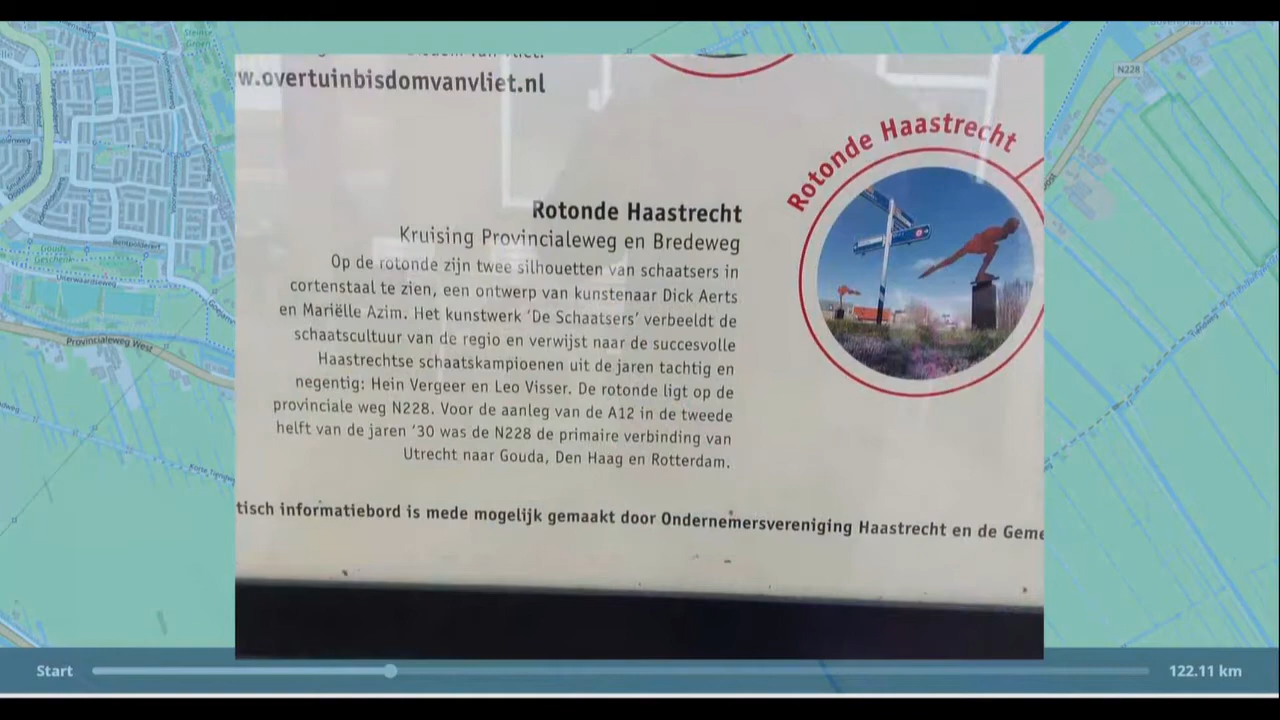 w.overtuinbisdomvanvliet.nl
Rotonde Haastrecht
Rotonde Haastrecht
Kruising Provincialeweg en Bredeweg
Op de rotonde zijn twee silhouetten van schaatsers in
cortenstaal te zien, een ontwerp van kunstenaar Dick Aerts
en Mariëlle Azim. Het kunstwerk ‘De Schaatsers’ verbeeldt de
schaatscultuur van de regio en verwijst naar de succesvolle
Haastrechtse schaatskampioenen uit de jaren tachtig en
negentig: Hein Vergeer en Leo Visser. De rotonde ligt op de
provinciale weg N228. Voor de aanleg van de A12 in de tweede
helft van de jaren ’30 was de N228 de primaire verbinding van
Utrecht naar Gouda, Den Haag en Rotterdam.
tisch informatiebord is mede mogelijk gemaakt door Ondernemersvereniging Haastrecht en de Geme
N228
Provincialeweg West
Start
122.11 km